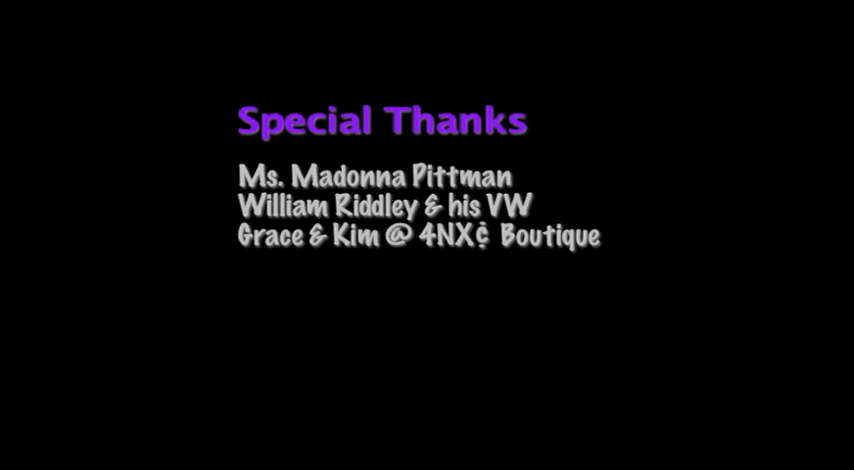 Special Thanks
Ms. Madonna Pittman
William Riddley & his VW
Grace & Kim @ 4NX¢ Boutique